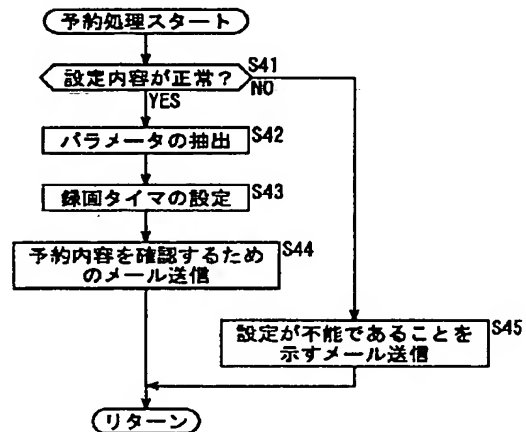 予約処理スタート
設定内容が正常?
S41
NO
YES
パラメータの抽出
S42
録画タイマの設定
S43
予約内容を確認するため
のメール送信
S44
設定が不能であることを
示すメール送信
S45
リターン